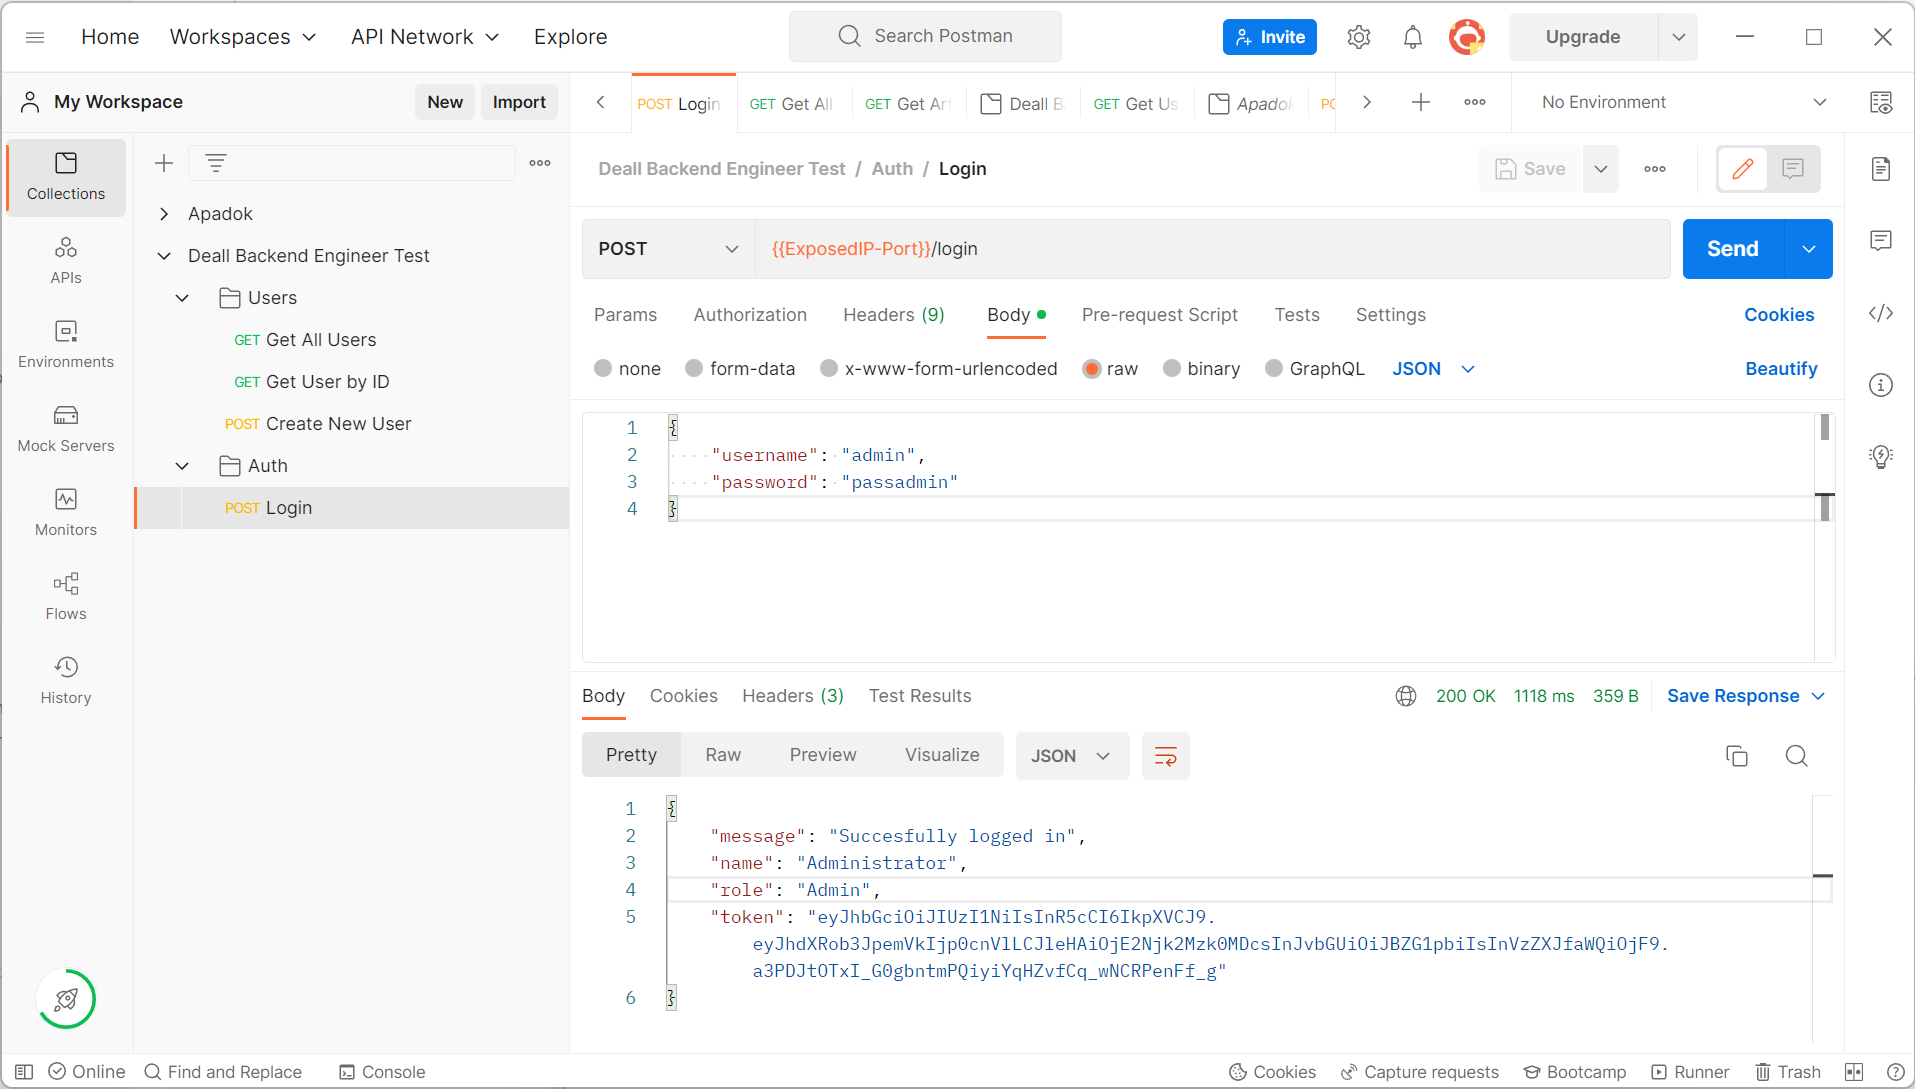 Home Workspaces API Network Explore Search Postman Invite Upgrade
My Workspace New Import
POST Login GET Get All GET Get Ar Deall B GET Get Us Apadok PO No Environment
Collections
APIs
Environments
Mock Servers
Monitors
Flows
History
Apadok
Deall Backend Engineer Test
Users
GET Get All Users
GET Get User by ID
POST Create New User
Auth
POST Login
Deall Backend Engineer Test / Auth / Login Save
POST {{ExposedIP-Port}}/login Send
Params Authorization Headers (9) Body Pre-request Script Tests Settings Cookies
none form-data x-www-form-urlencoded raw binary GraphQL JSON Beautify
1 {
2 "username": "admin",
3 "password": "passadmin"
4 }
Body Cookies Headers (3) Test Results 200 OK 1118 ms 359 B Save Response
Pretty Raw Preview Visualize JSON
1 {
2 "message": "Succesfully logged in",
3 "name": "Administrator",
4 "role": "Admin",
5 "token": "eyJhbGciOiJIUzI1NiIsInR5cCI6IkpXVCJ9.
eyJhdXRob3JpemVkIjp0cnVlLCJleHAiOjE2Njk2Mzk0MDcsInJvbGUiOiJBZG1pbiIsInVzZXJfaWQiOjF9.
a3PDJtOTxI_G0gbntmPQiyiYqHZvfCq_wNCRPenFf_g"
6 }
Online Find and Replace Console Cookies Capture requests Bootcamp Runner Trash